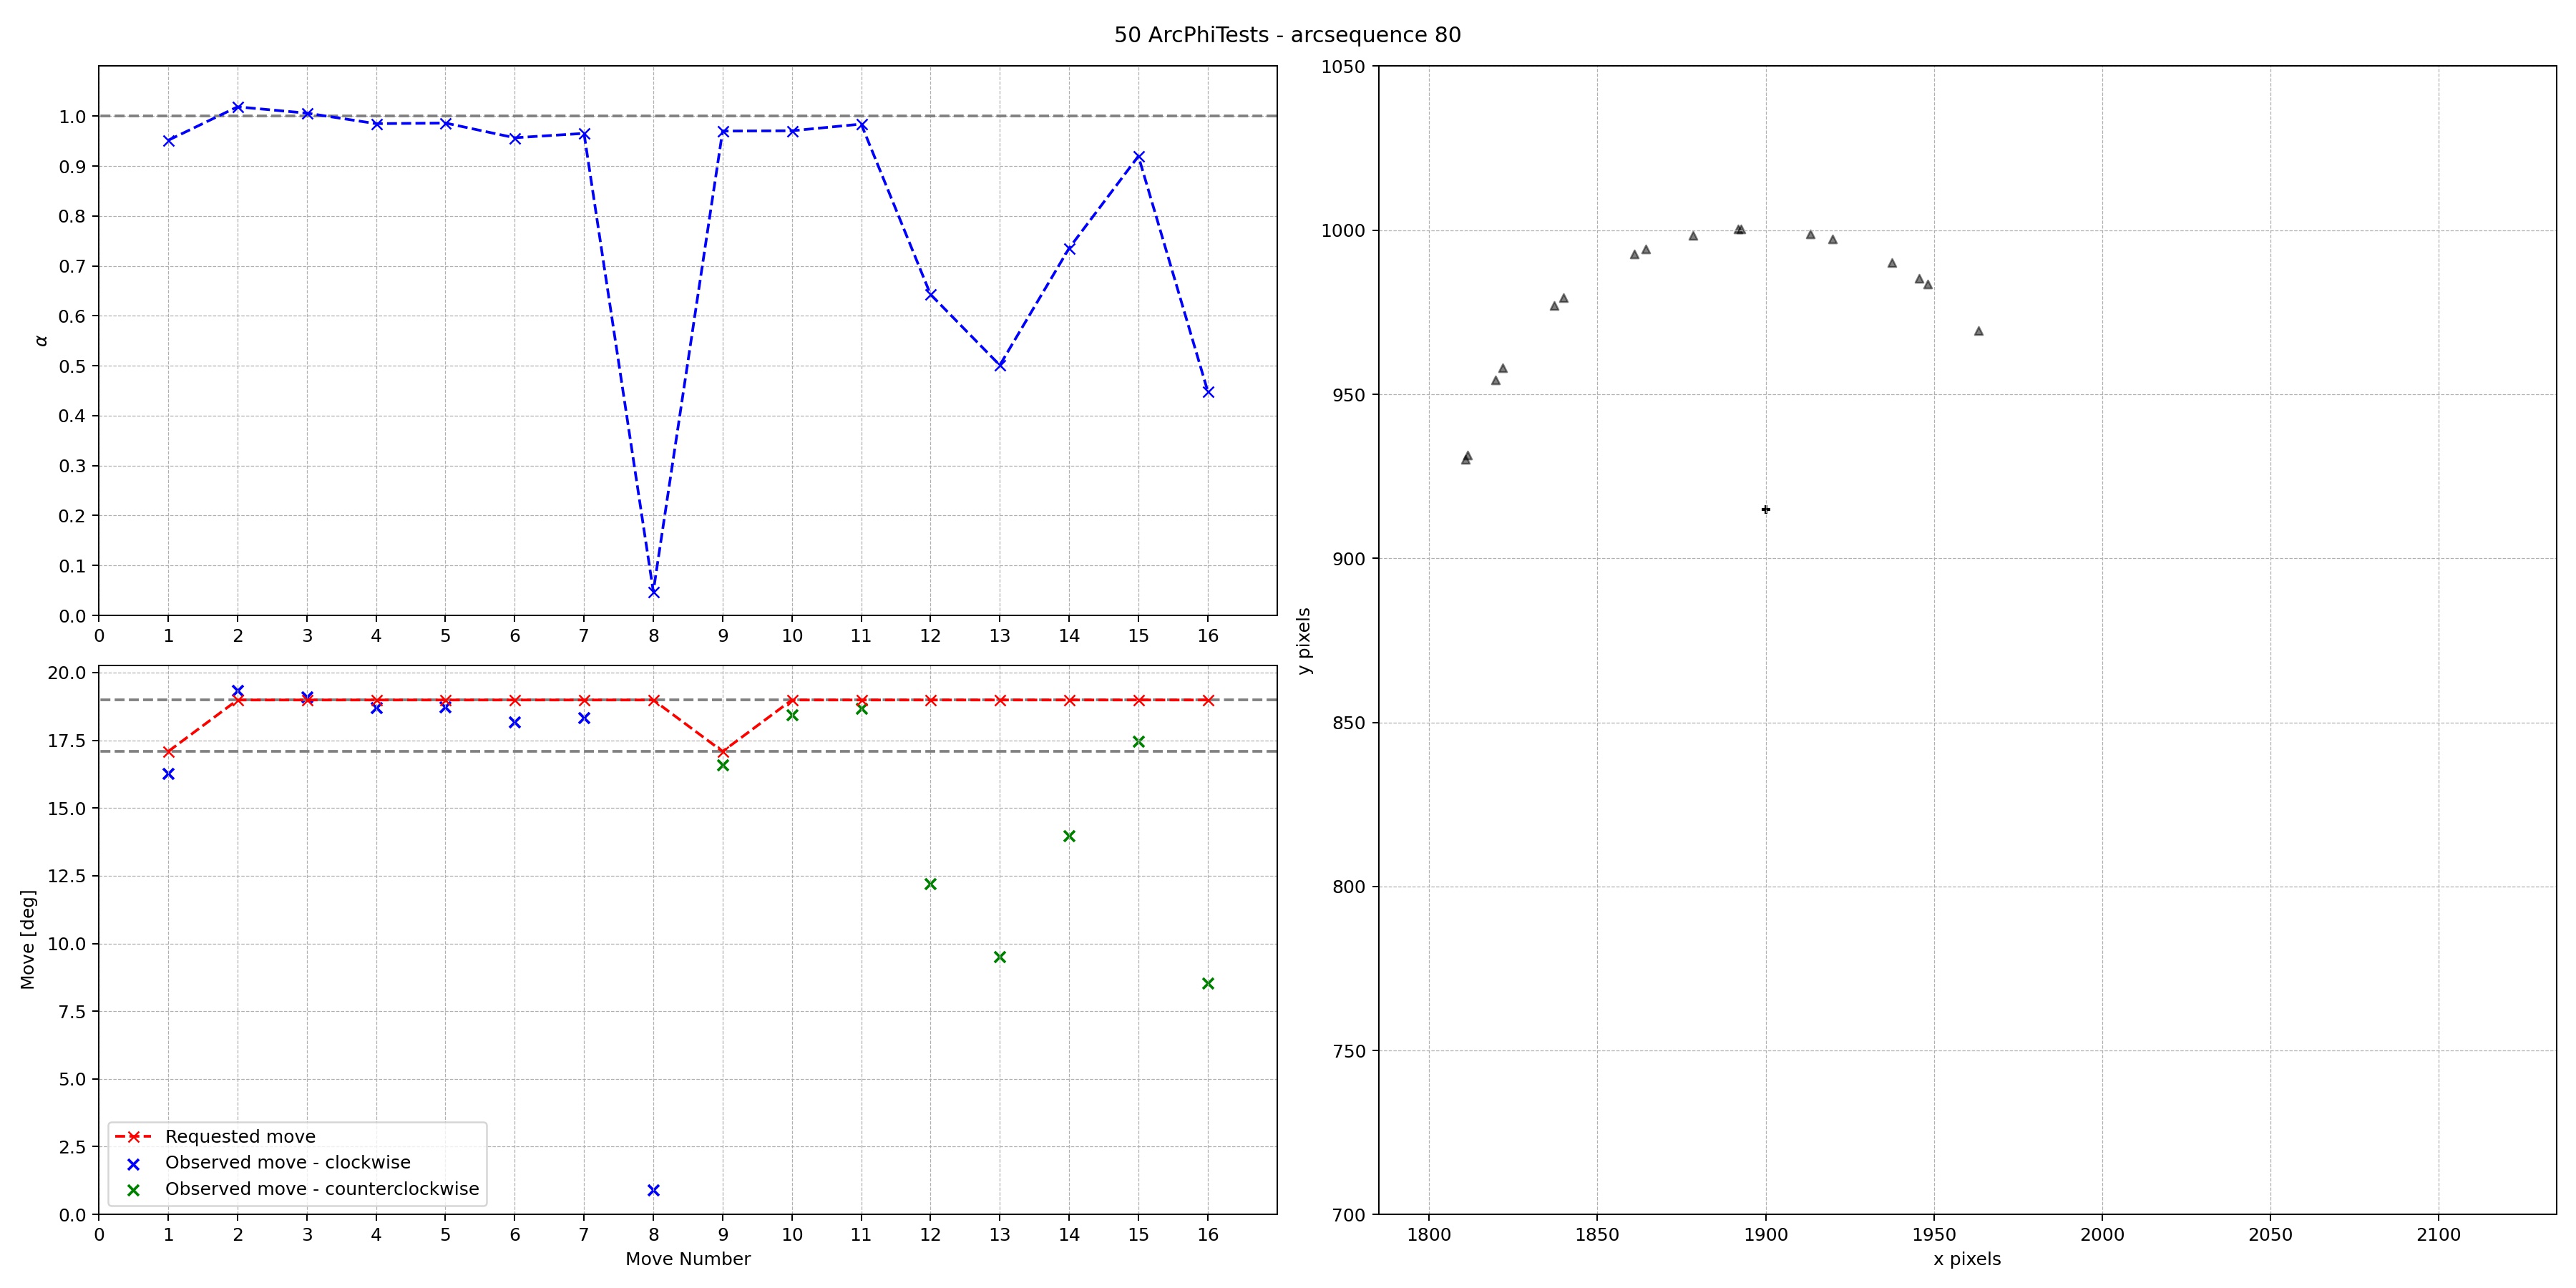 50 ArcPhiTests - arcsequence 80
α
1.0
0.9
0.8
0.7
0.6
0.5
0.4
0.3
0.2
0.1
0.0
0 1 2 3 4 5 6 7 8 9 10 11 12 13 14 15 16
Move [deg]
20.0
17.5
15.0
12.5
10.0
7.5
5.0
2.5
0.0
Requested move
Observed move - clockwise
Observed move - counterclockwise
0 1 2 3 4 5 6 7 8 9 10 11 12 13 14 15 16
Move Number
y pixels
1050
1000
950
900
850
800
750
700
1800 1850 1900 1950 2000 2050 2100
x pixels